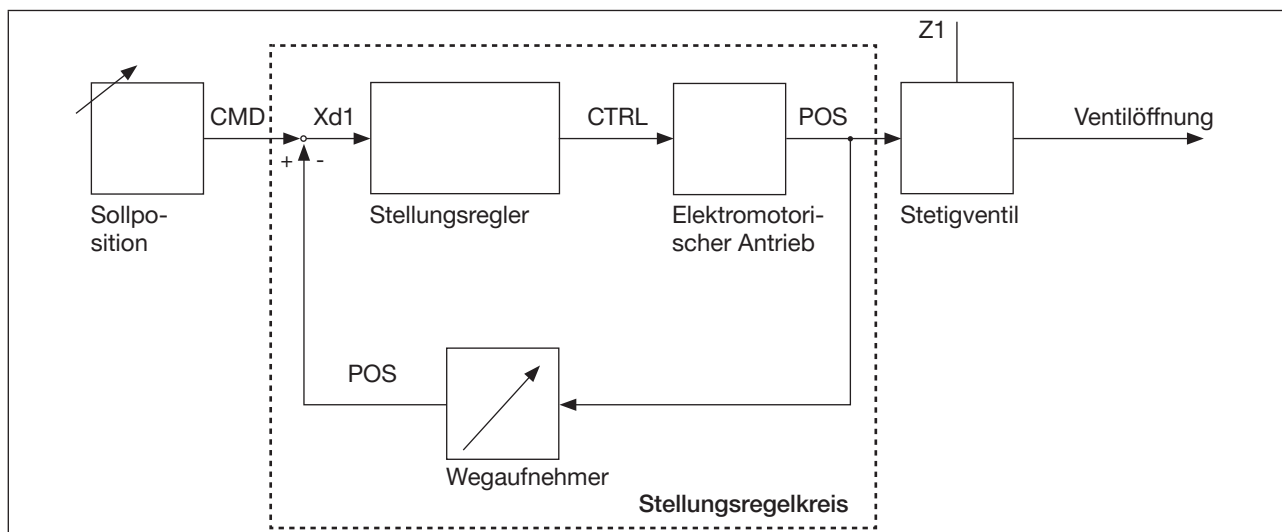 Z1
CMD
Xd1
CTRL
POS
Ventilöffnung
+ -
Sollpo-
sition
Stellungsregler
Elektromotori-
scher Antrieb
Stetigventil
POS
Wegaufnehmer
Stellungsregelkreis